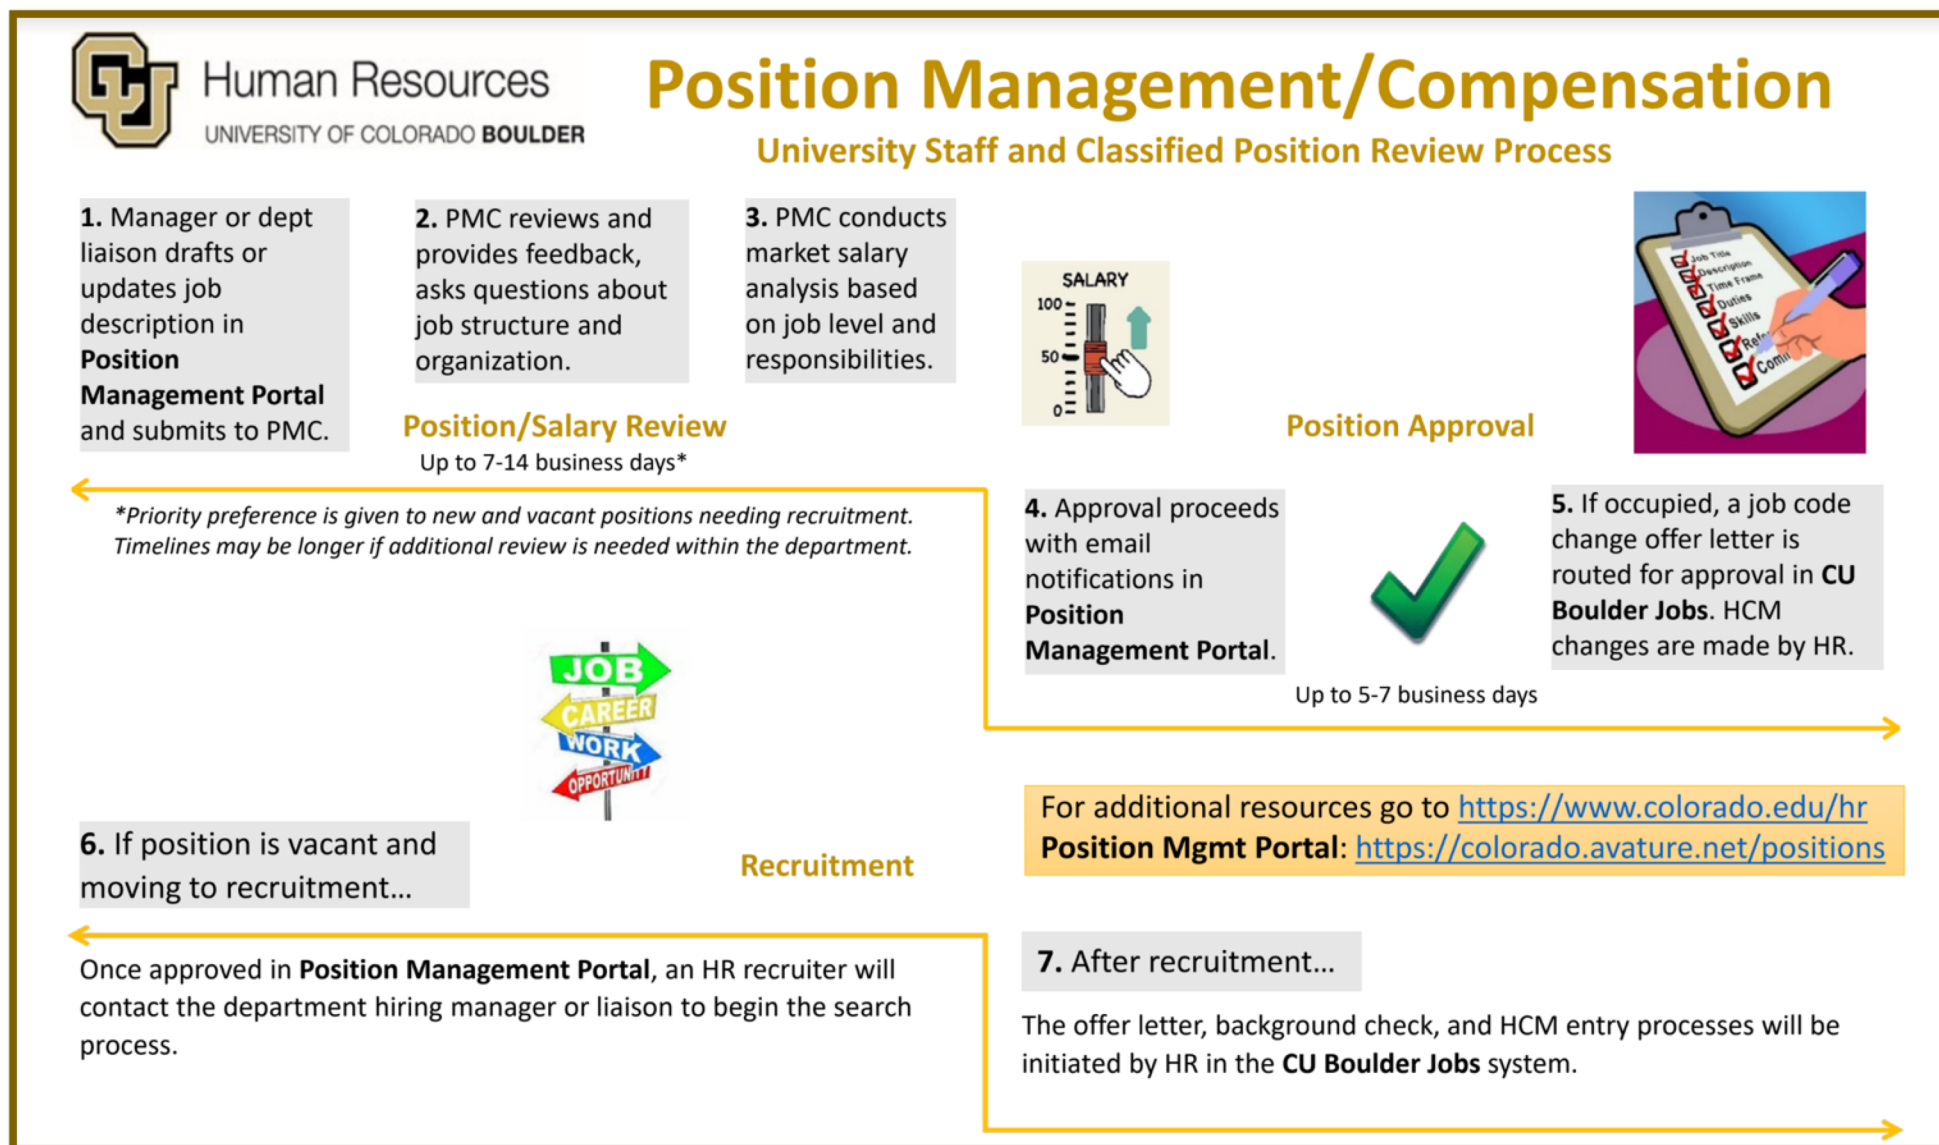 CU
Human Resources
UNIVERSITY OF COLORADO BOULDER
Position Management/Compensation
University Staff and Classified Position Review Process
1. Manager or dept
liaison drafts or
updates job
description in
Position
Management Portal
and submits to PMC.
2. PMC reviews and
provides feedback,
asks questions about
job structure and
organization.
3. PMC conducts
market salary
analysis based
on job level and
responsibilities.
SALARY
100
50
0
Job Title
Description
Time Frame
Duties
Skills
Position/Salary Review
Up to 7-14 business days*
Position Approval
*Priority preference is given to new and vacant positions needing recruitment.
Timelines may be longer if additional review is needed within the department.
4. Approval proceeds
with email
notifications in
Position
Management Portal.
5. If occupied, a job code
change offer letter is
routed for approval in CU
Boulder Jobs. HCM
changes are made by HR.
Up to 5-7 business days
JOB
CAREER
WORK
OPPORTUNITY
For additional resources go to https://www.colorado.edu/hr
Position Mgmt Portal: https://colorado.avature.net/positions
6. If position is vacant and
moving to recruitment...
Recruitment
Once approved in Position Management Portal, an HR recruiter will
contact the department hiring manager or liaison to begin the search
process.
7. After recruitment...
The offer letter, background check, and HCM entry processes will be
initiated by HR in the CU Boulder Jobs system.